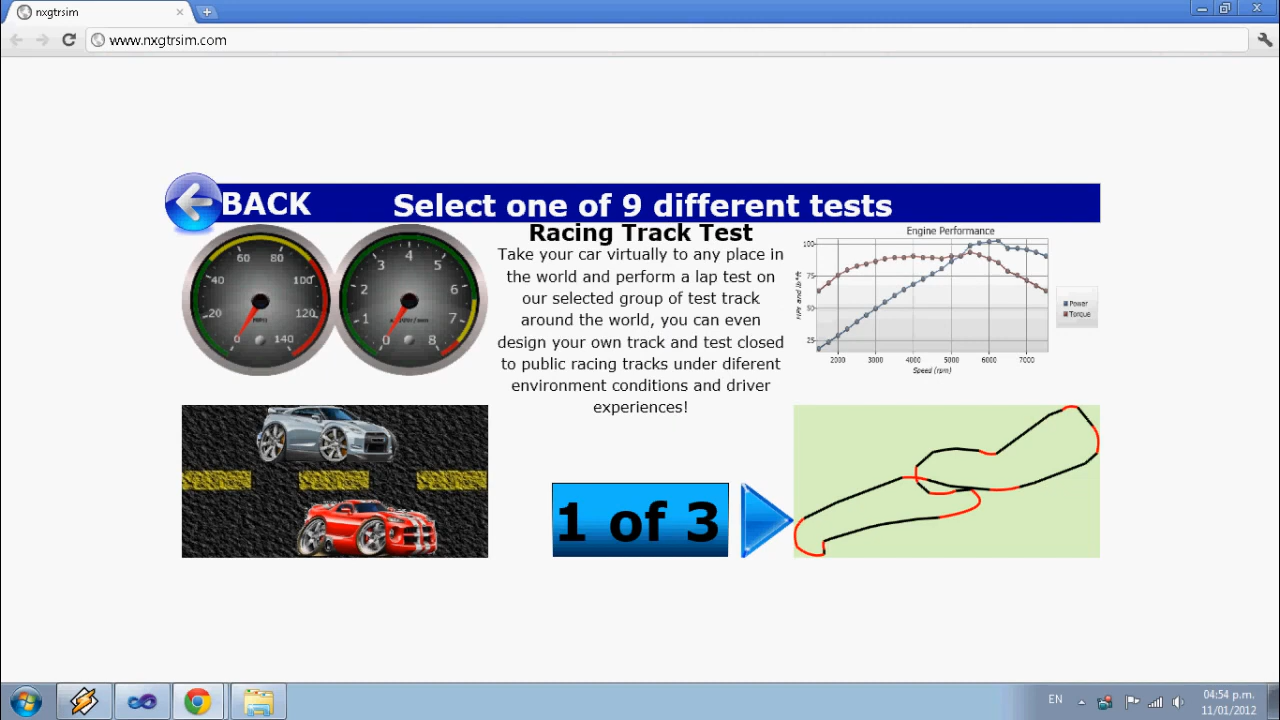 nxgtrsim
www.nxgtrsim.com
BACK
Select one of 9 different tests
Racing Track Test
Take your car virtually to any place in
the world and perform a lap test on
our selected group of test track
around the world, you can even
design your own track and test closed
to public racing tracks under diferent
environment conditions and driver
experiences!
0 20 40 60 80 100 120 140
MPH
0 1 2 3 4 5 6 7 8
Engine Performance
100
75
50
25
2000 3000 4000 5000 6000 7000
Speed (rpm)
Power
Torque
1 of 3
EN
04:54 p.m.
11/01/2012